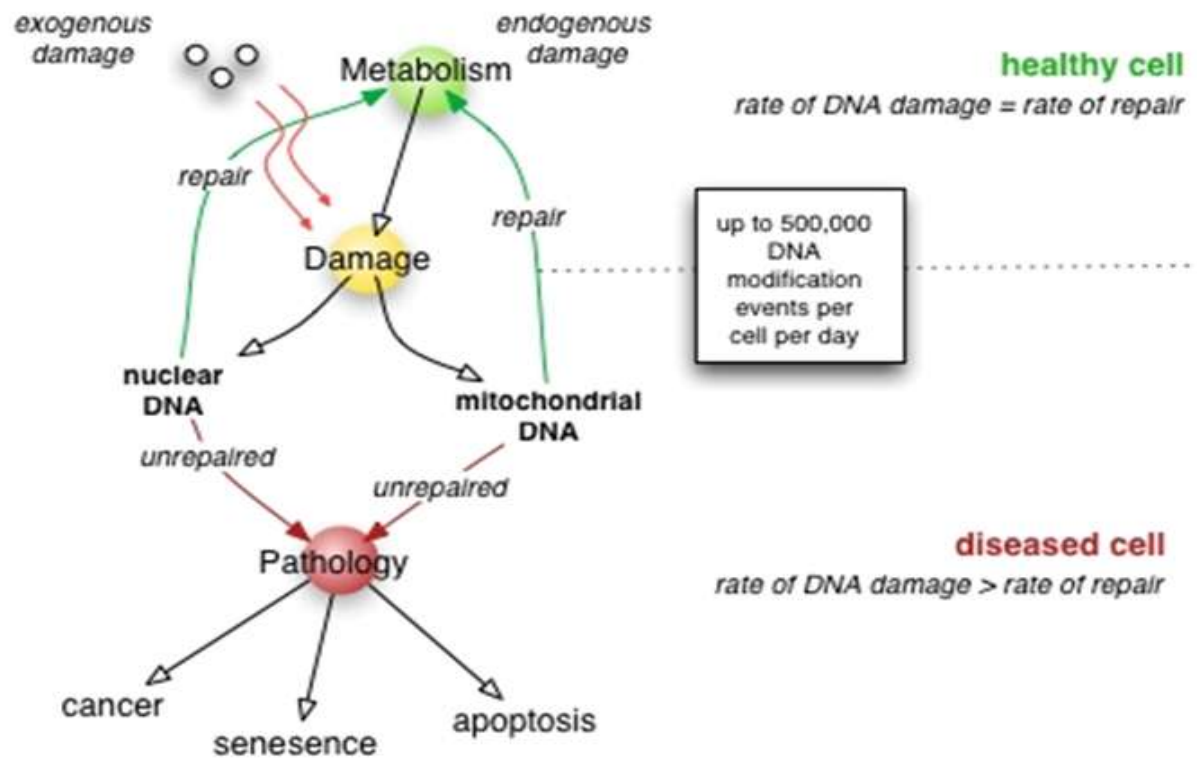 exogenous
damage
endogenous
damage
Metabolism
healthy cell
rate of DNA damage = rate of repair
repair
repair
up to 500,000
DNA
modification
events per
cell per day
Damage
nuclear
DNA
mitochondrial
DNA
unrepaired
unrepaired
Pathology
diseased cell
rate of DNA damage > rate of repair
cancer
senesence
apoptosis